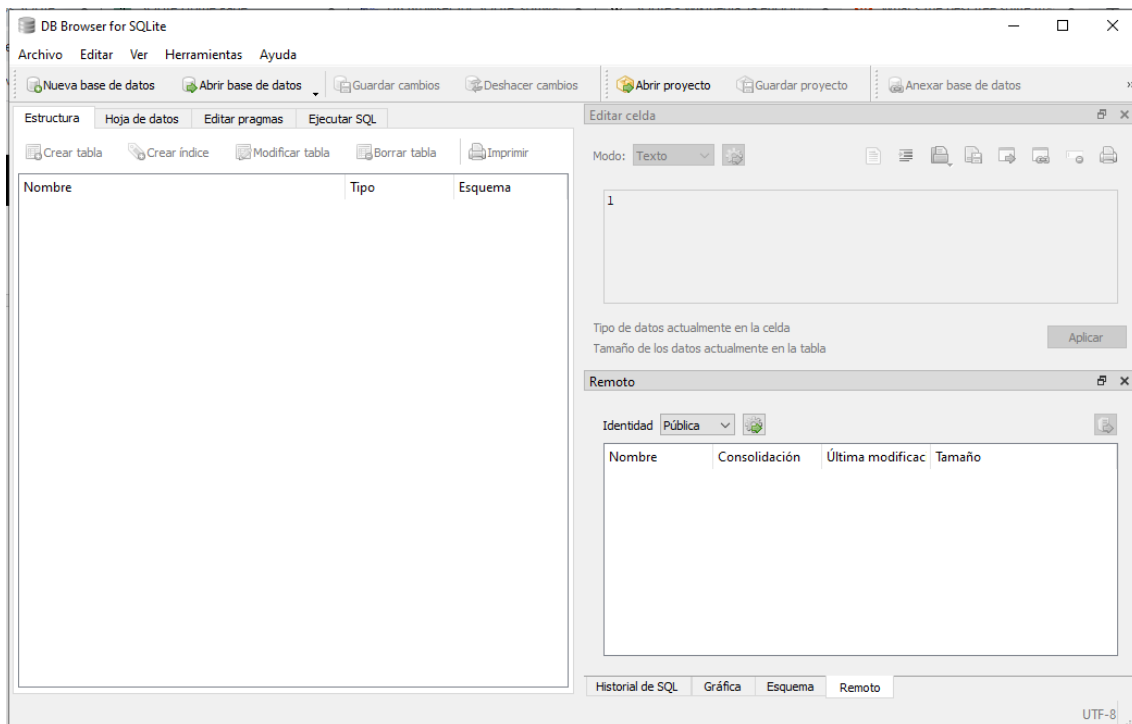 DB Browser for SQLite
Archivo Editar Ver Herramientas Ayuda
Nueva base de datos Abrir base de datos Guardar cambios Deshacer cambios Abrir proyecto Guardar proyecto Anexar base de datos »
Estructura Hoja de datos Editar pragmas Ejecutar SQL
Crear tabla Crear índice Modificar tabla Borrar tabla Imprimir
Nombre Tipo Esquema
Editar celda
Modo: Texto
1
Tipo de datos actualmente en la celda
Tamaño de los datos actualmente en la tabla
Aplicar
Remoto
Identidad Pública
Nombre Consolidación Última modificac Tamaño
Historial de SQL Gráfica Esquema Remoto
UTF-8